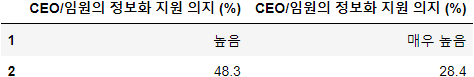 CEO/임원의 정보화 지원 의지 (%) CEO/임원의 정보화 지원 의지 (%)
1 높음 매우 높음
2 48.3 28.4